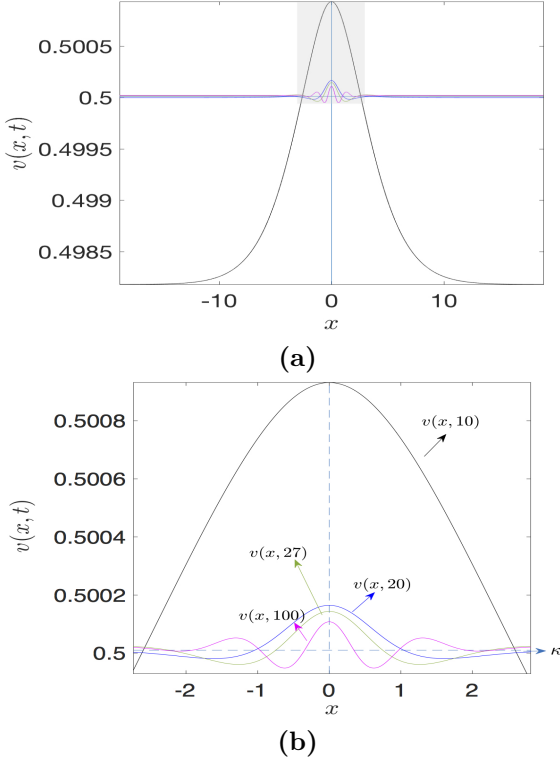 0.5005
0.5
0.4995
0.499
0.4985
v(x, t)
-10
0
10
x
(a)
0.5008
0.5006
0.5004
0.5002
0.5
v(x, t)
v(x, 10)
v(x, 27)
v(x, 20)
v(x, 100)
κ
-2
-1
0
1
2
x
(b)